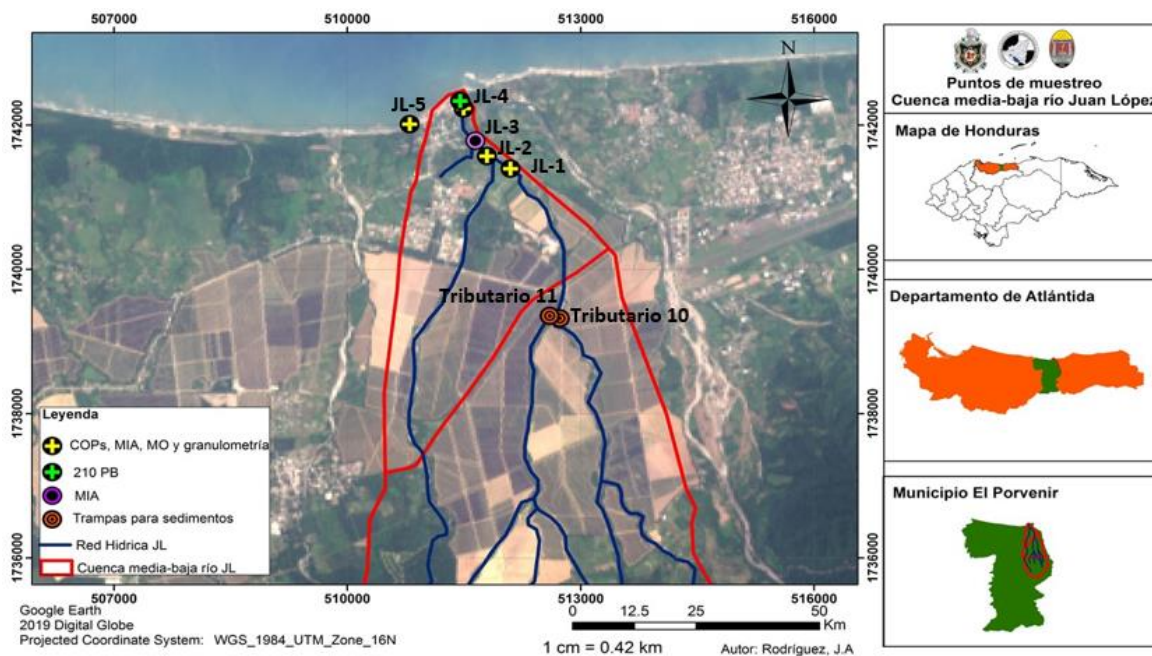 507000
510000
513000
516000
N
JL-5
JL-4
JL-3
JL-2
JL-1
1742000
1742000
1740000
1740000
Tributario 11
Tributario 10
1738000
1738000
1736000
1736000
Leyenda
COPs, MIA, MO y granulometría
210 PB
MIA
Trampas para sedimentos
Red Hidrica JL
Cuenca media-baja río JL
507000
510000
513000
516000
Google Earth
2019 Digital Globe
Projected Coordinate System: WGS_1984_UTM_Zone_16N
0 12.5 25 50
Km
1 cm = 0.42 km
Autor: Rodríguez, J.A
Puntos de muestreo
Cuenca media-baja río Juan López
Mapa de Honduras
Departamento de Atlántida
Municipio El Porvenir